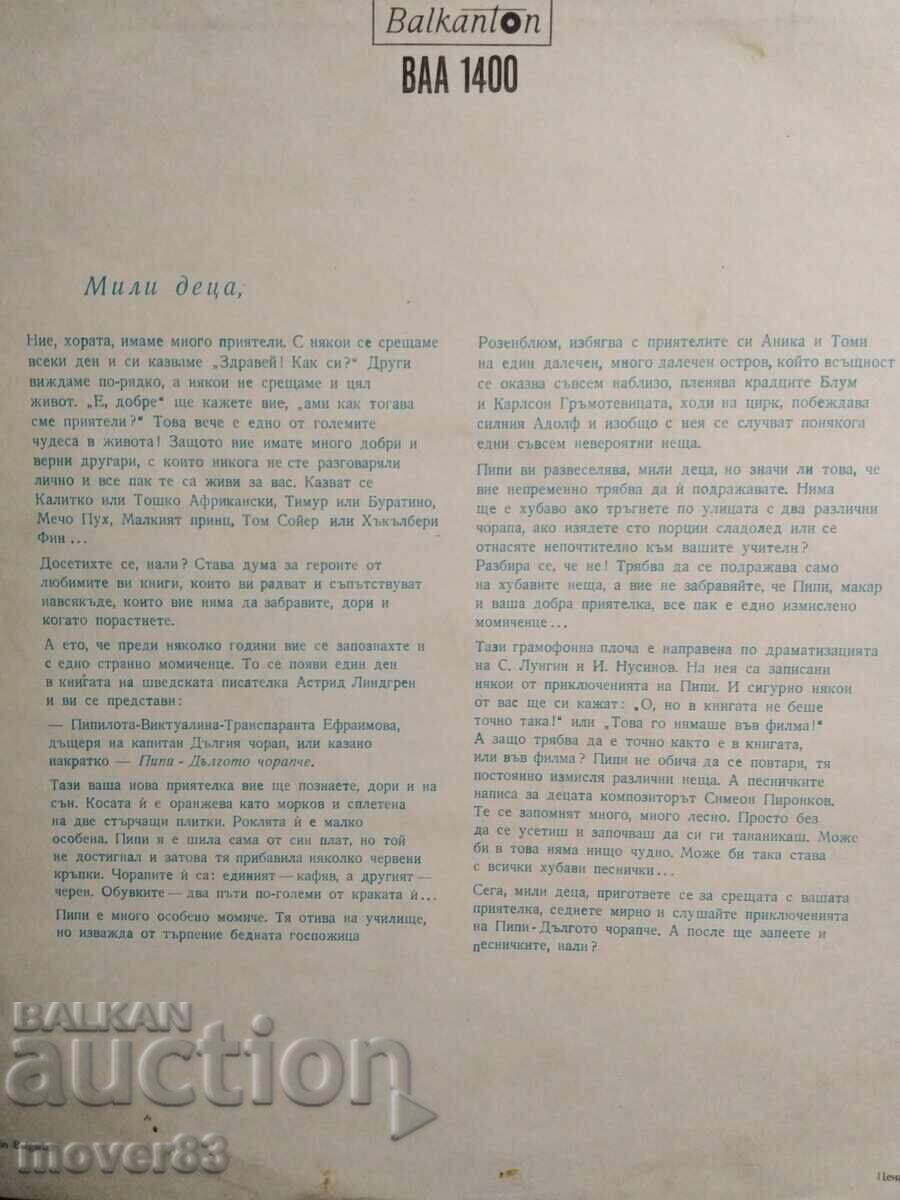 Balkanton
ВАА 1400
Мили деца,
Ние, хората, имаме много приятели. С някои се срещаме
всеки ден и си казваме „Здравей! Как си?“ Други
виждаме по-рядко, а някои не срещаме и цял
живот. „Е, добре“ ще кажете вие, „ами как тогава
сме приятели?“ Това вече е едно от големите
чудеса в живота! Защото вие имате много добри и
верни другари, с които никога не сте разговаряли
лично и все пак те са живи за вас. Казват се
Калитко или Тошко Африкански, Тимур или Буратино,
Мечо Пух, Малкият принц, Том Сойер или Хъкълбери
Фин ...
Досетихте се, нали? Става дума за героите от
любимите ви книги, които ви радват и съпътствуват
навсякъде, които вие няма да забравите, дори и
когато порастнете.
А ето, че преди няколко години вие се запознахте и
с едно странно момиченце. То се появи един ден
в книгата на шведската писателка Астрид Линдгрен
и ви се представи:
— Пипилота-Виктуалина-Транспаранта Ефраимова,
дъщеря на капитан Дългия чорап, или казано
накратко — Пипи - Дългото чорапче.
Тази ваша нова приятелка вие ще познаете, дори и на
сън. Косата ѝ е оранжева като морков и сплетена
на две стърчащи плитки. Роклята ѝ е малко
особена. Пипи я е шила сама от син плат, но той
не достигнал и затова тя прибавила няколко червени
кръпки. Чорапите ѝ са: единият — кафяв, а другият —
черен. Обувките — два пъти по-големи от краката ѝ...
Пипи е много особено момиче. Тя отива на училище,
но изважда от търпение бедната госпожица
Розенблюм, избягва с приятелите си Аника и Томи
на един далечен, много далечен остров, който всъщност
се оказва съвсем наблизо, пленява крадците Блум
и Карлсон Гръмотевицата, ходи на цирк, побеждава
силния Адолф и изобщо с нея се случват понякога
едни съвсем невероятни неща.
Пипи ви развеселява, мили деца, но значи ли това, че
вие непременно трябва да ѝ подражавате. Нима
ще е хубаво ако тръгнете по улицата с два различни
чорапа, ако изядете сто порции сладолед или се
отнасяте непочтително към вашите учители?
Разбира се, че не! Трябва да се подражава само
на хубавите неща, а вие не забравяйте, че Пипи, макар
и ваша добра приятелка, все пак е едно измислено
момиченце...
Тази грамофонна плоча е направена по драматизацията
на С. Лунгин и И. Нусинов. На нея са записани
някои от приключенията на Пипи. И сигурно някои
от вас ще си кажат: „О, но в книгата не беше
точно така!“ или „Това го нямаше във филма!“
А защо трябва да е точно както е в книгата,
или във филма? Пипи не обича да се повтаря, тя
постоянно измисля различни неща. А песничките
написа за децата композиторът Симеон Пиронков.
Те се запомнят много, много лесно. Просто без
да се усетиш и започваш да си ги тананикаш. Може
би в това няма нищо чудно. Може би така става
с всички хубави песнички...
Сега, мили деца, пригответе се за срещата с вашата
приятелка, седнете мирно и слушайте приключенията
на Пипи - Дългото чорапче. А после ще запеете и
песничките, нали?
BALKAN
auction
mover83
in Bulgaria
Цена